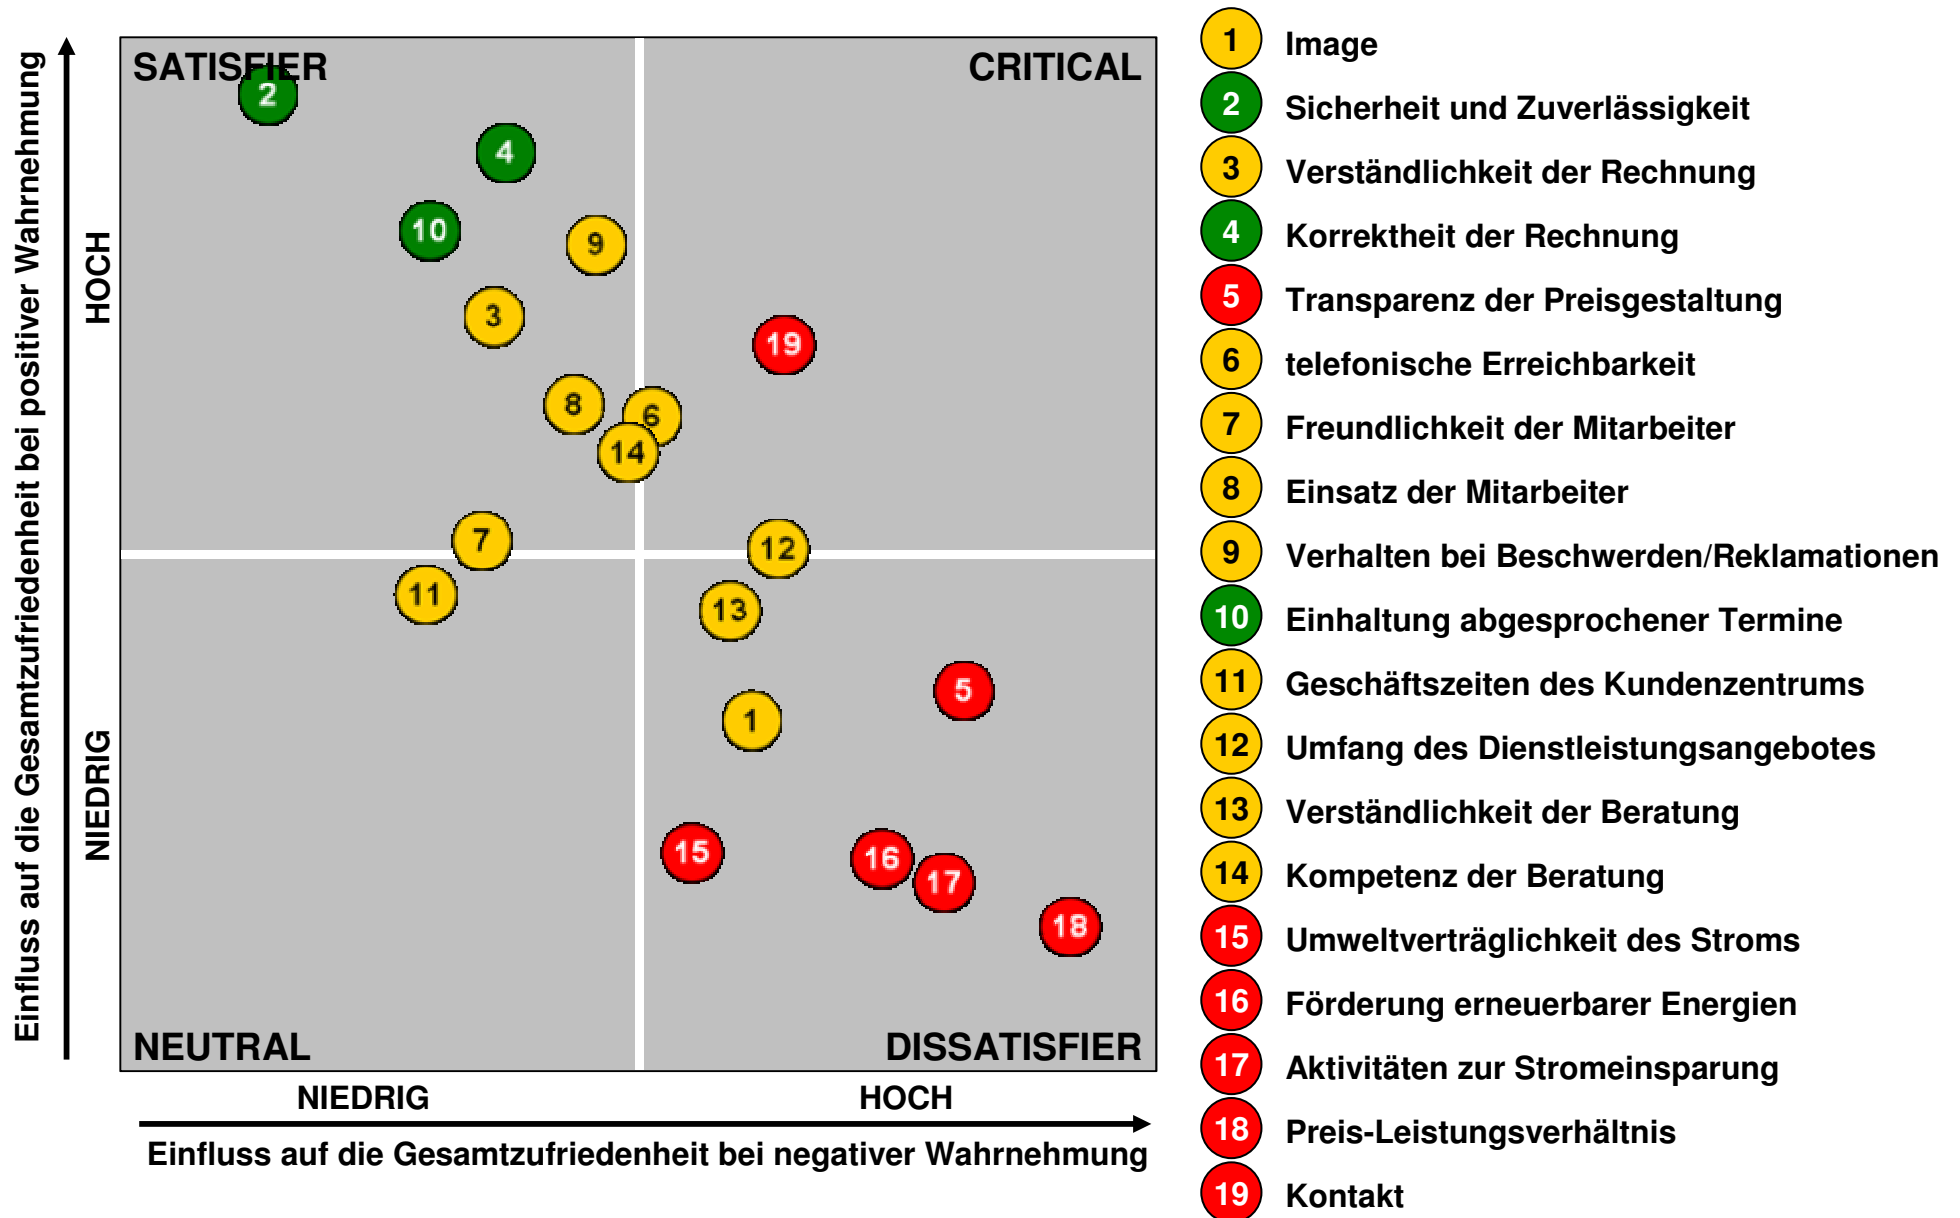 SATISFIER
CRITICAL
2
4
10
9
3
19
8
6
14
7
12
11
13
5
1
15
16
17
18
NEUTRAL
DISSATISFIER
Einfluss auf die Gesamtzufriedenheit bei positiver Wahrnehmung
HOCH
NIEDRIG
NIEDRIG
HOCH
Einfluss auf die Gesamtzufriedenheit bei negativer Wahrnehmung
1 Image
2 Sicherheit und Zuverlässigkeit
3 Verständlichkeit der Rechnung
4 Korrektheit der Rechnung
5 Transparenz der Preisgestaltung
6 telefonische Erreichbarkeit
7 Freundlichkeit der Mitarbeiter
8 Einsatz der Mitarbeiter
9 Verhalten bei Beschwerden/Reklamationen
10 Einhaltung abgesprochener Termine
11 Geschäftszeiten des Kundenzentrums
12 Umfang des Dienstleistungsangebotes
13 Verständlichkeit der Beratung
14 Kompetenz der Beratung
15 Umweltverträglichkeit des Stroms
16 Förderung erneuerbarer Energien
17 Aktivitäten zur Stromeinsparung
18 Preis-Leistungsverhältnis
19 Kontakt